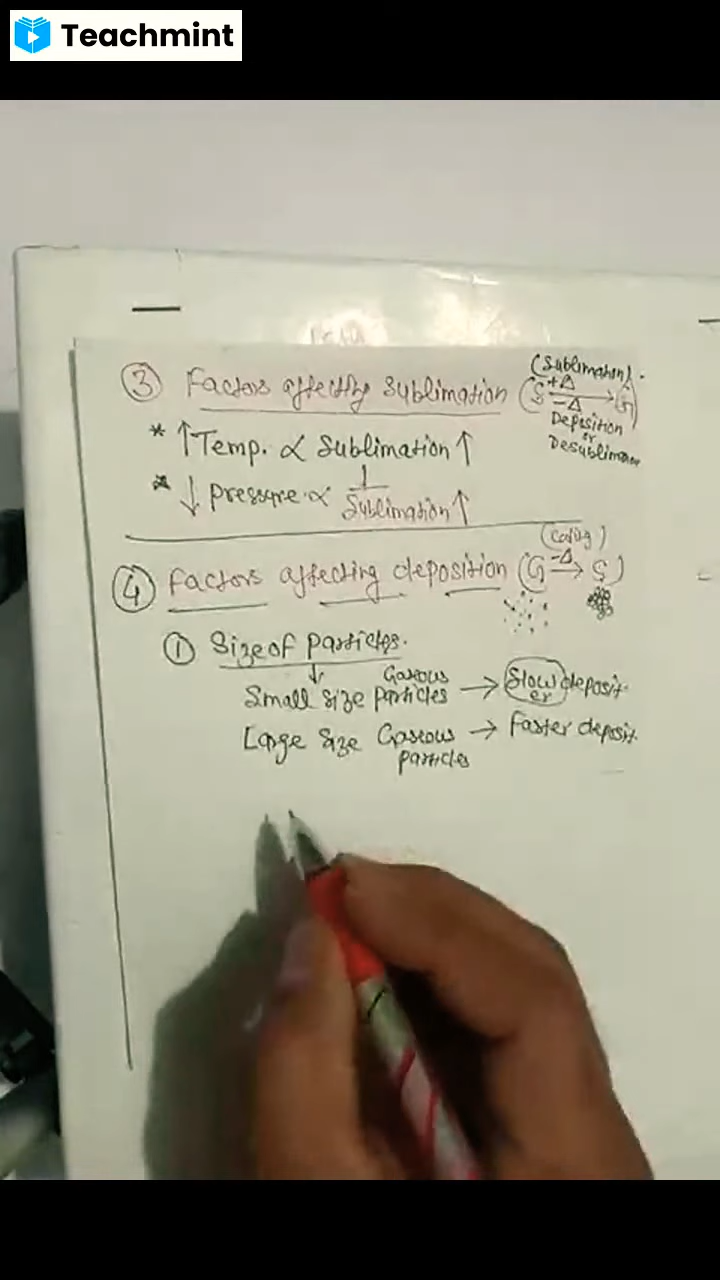 Teachmint
③ Factors affecting sublimation
(Sublimation).
S +Δ → G
-Δ
Deposition
or
Desublimation
* ↑Temp. ∝ Sublimation ↑
* ↓ Pressure ∝ 1
Sublimation ↑
④ Factors affecting deposition (G -Δ → S)
① Size of particles.
↓
Small size Gaseous particles → Slower deposit.
Large size Gaseous particles → Faster deposit.